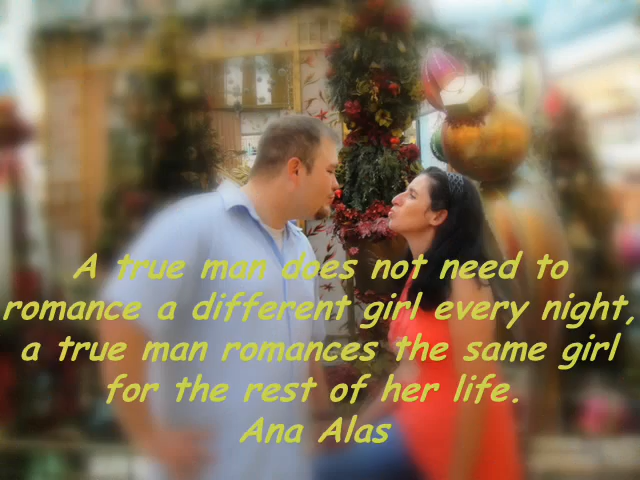 A true man does not need to
romance a different girl every night,
a true man romances the same girl
for the rest of her life.
Ana Alas